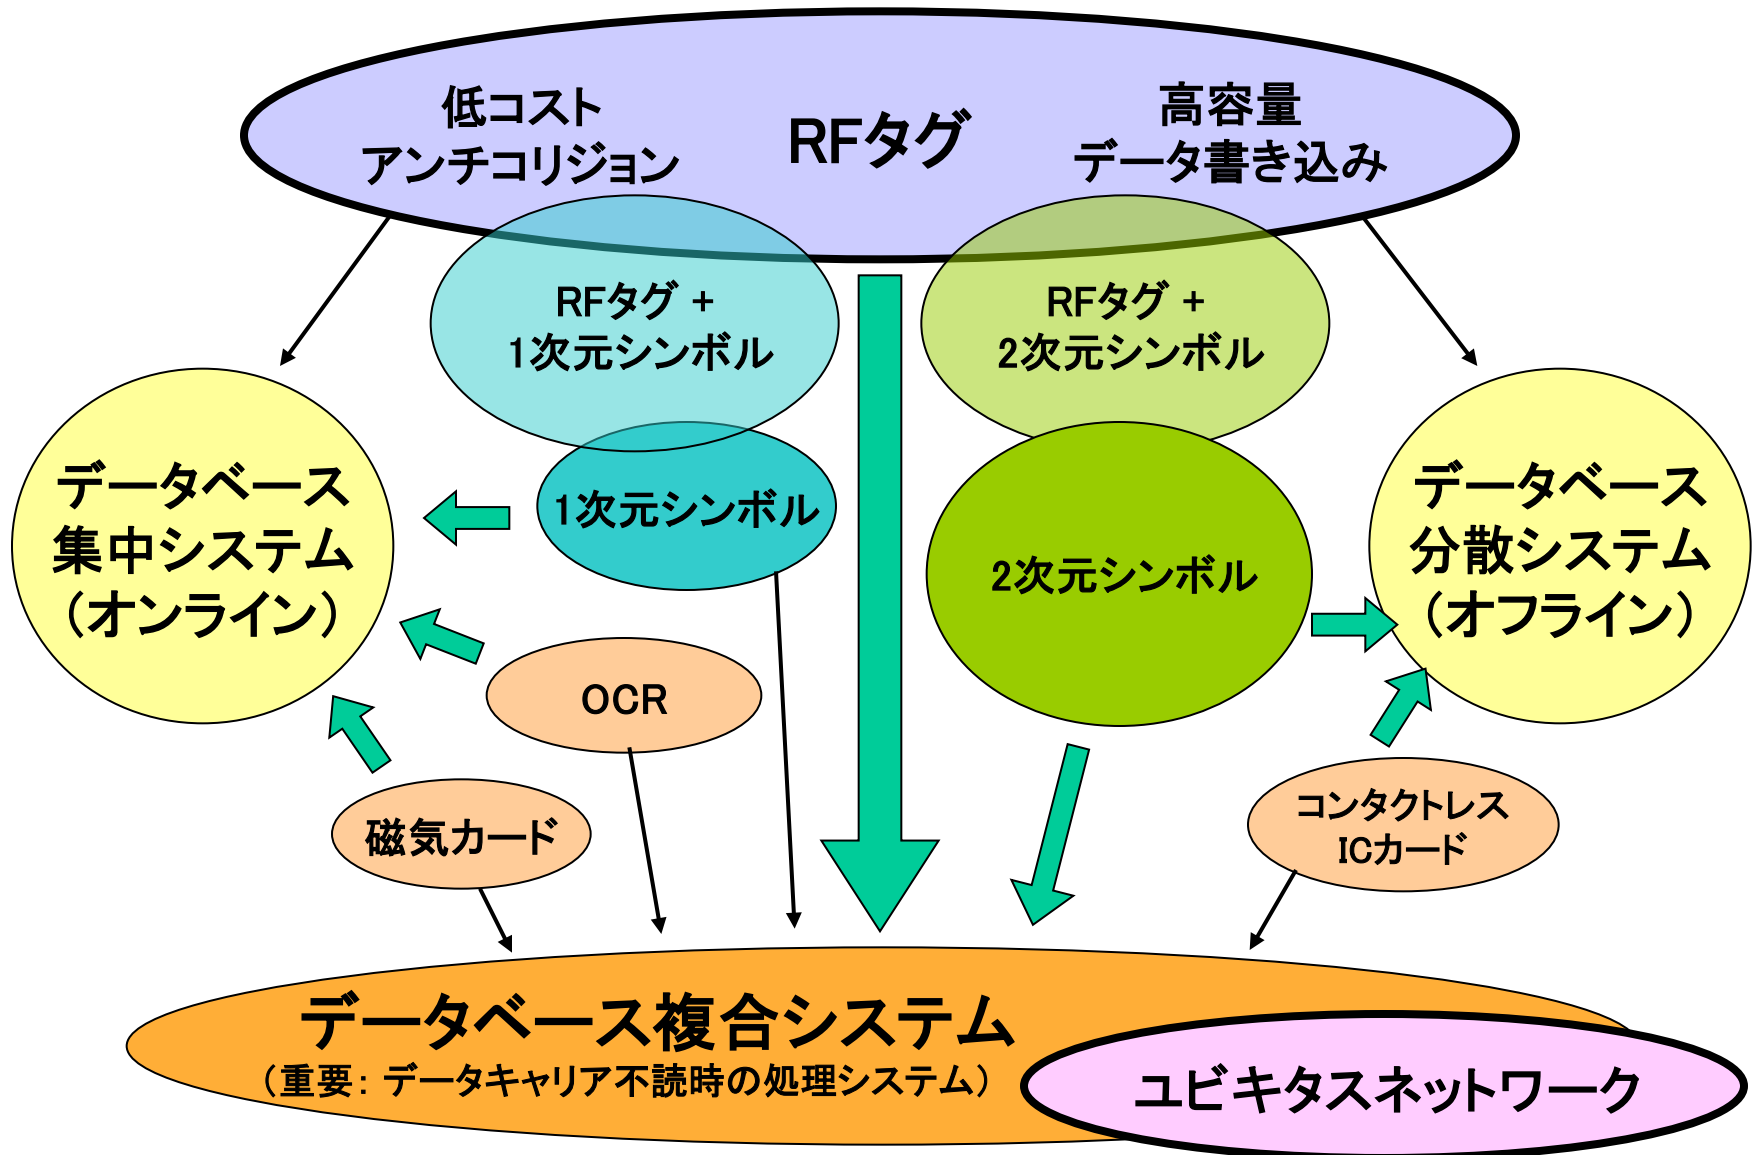 低コスト
アンチコリジョン
RFタグ
高容量
データ書き込み
RFタグ +
1次元シンボル
RFタグ +
2次元シンボル
データベース
集中システム
（オンライン）
1次元シンボル
2次元シンボル
データベース
分散システム
（オフライン）
OCR
磁気カード
コンタクトレス
ICカード
データベース複合システム
（重要： データキャリア不読時の処理システム）
ユビキタスネットワーク